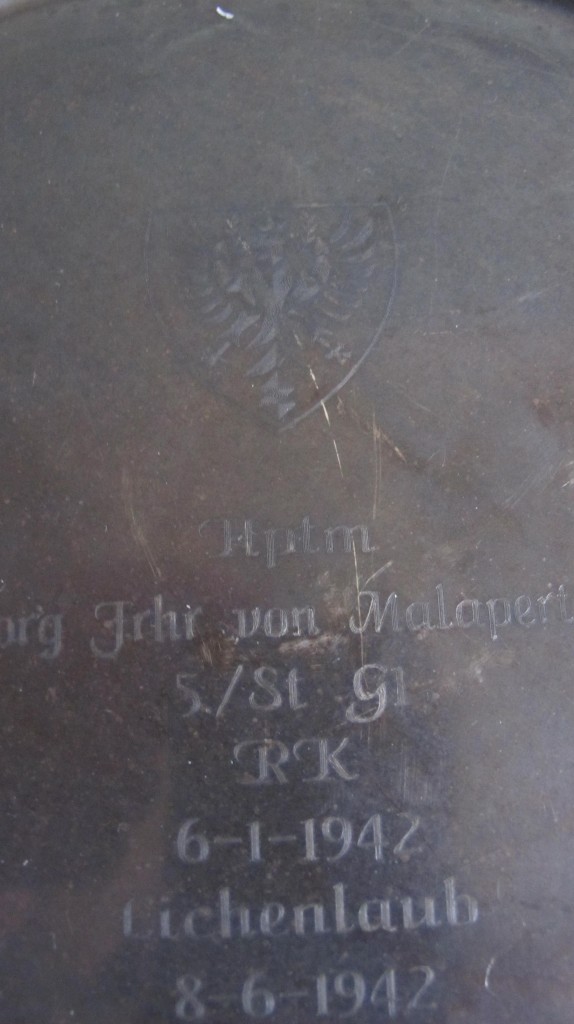 Hptm
org Frhr von Malapert
5./St G1
RK
6-1-1942
Eichenlaub
8-6-1942